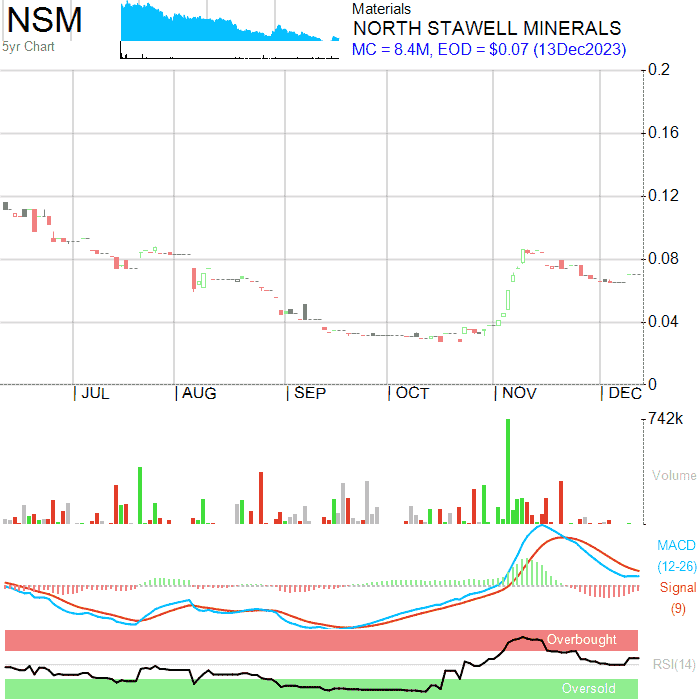 NSM
5yr Chart
Materials
NORTH STAWELL MINERALS
MC = 8.4M, EOD = $0.07 (13Dec2023)
0.2
0.16
0.12
0.08
0.04
0
JUL AUG SEP OCT NOV DEC
742k
Volume
MACD
(12-26)
Signal
(9)
Overbought
RSI(14)
Oversold